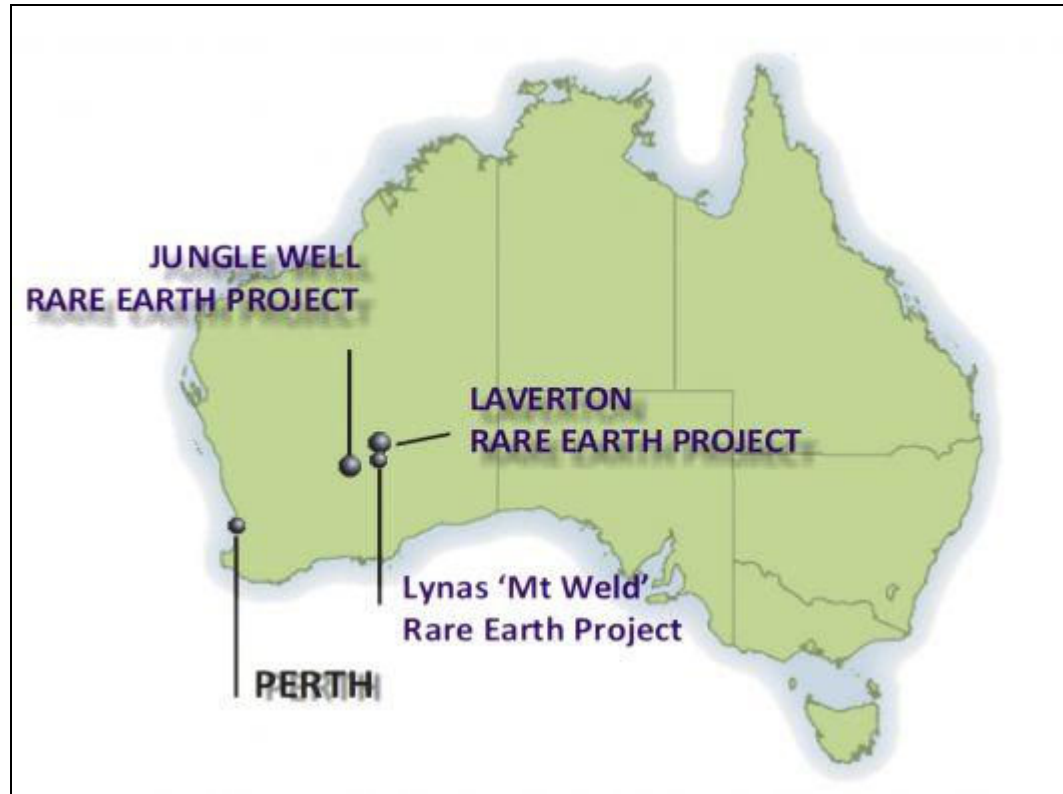 JUNGLE WELL
RARE EARTH PROJECT
LAVERTON
RARE EARTH PROJECT
Lynas ‘Mt Weld’
Rare Earth Project
PERTH